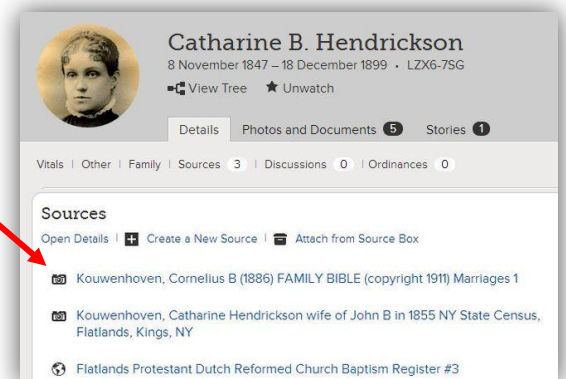 Catharine B. Hendrickson
8 November 1847 – 18 December 1899 • LZX6-7SG
View Tree ★ Unwatch
Details Photos and Documents 5 Stories 1
Vitals | Other | Family | Sources 3 | Discussions 0 | Ordinances 0
Sources
Open Details | Create a New Source | Attach from Source Box
Kouwenhoven, Cornelius B (1886) FAMILY BIBLE (copyright 1911) Marriages 1
Kouwenhoven, Catharine Hendrickson wife of John B in 1855 NY State Census,
Flatlands, Kings, NY
Flatlands Protestant Dutch Reformed Church Baptism Register #3